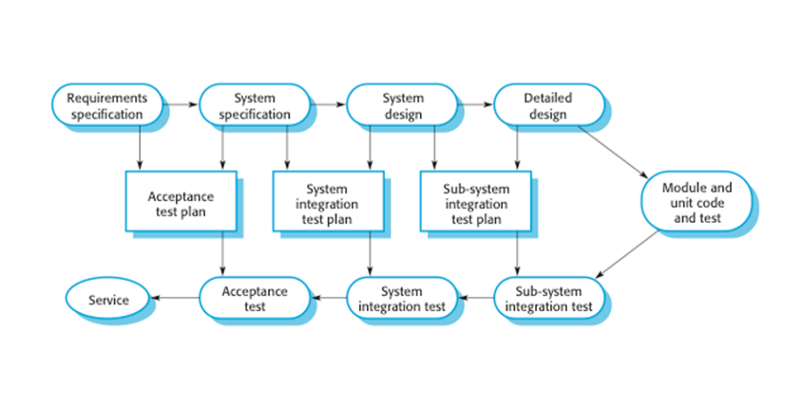 Requirements
specification
System
specification
System
design
Detailed
design
Acceptance
test plan
System
integration
test plan
Sub-system
integration
test plan
Module and
unit code
and test
Service
Acceptance
test
System
integration test
Sub-system
integration test